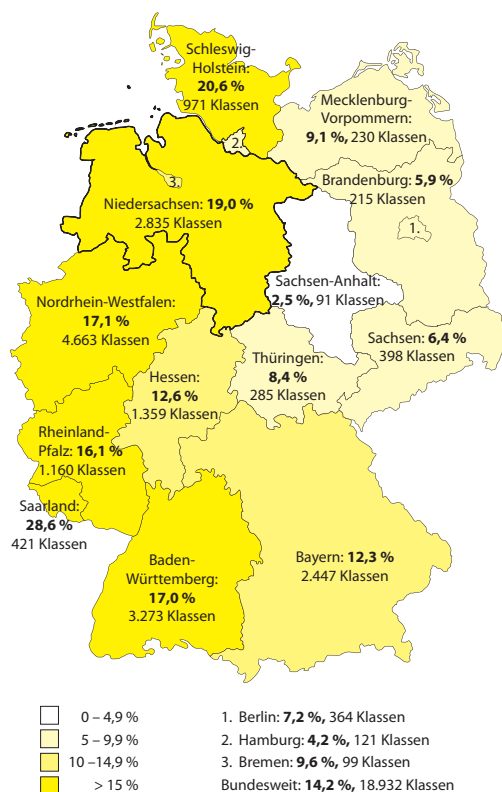 Schleswig-
Holstein:
20,6 %
971 Klassen
Mecklenburg-
Vorpommern:
9,1 %, 230 Klassen
2.
Brandenburg: 5,9 %
215 Klassen
3.
Niedersachsen: 19,0 %
2.835 Klassen
1.
Sachsen-Anhalt:
2,5 %, 91 Klassen
Nordrhein-Westfalen:
17,1 %
4.663 Klassen
Sachsen: 6,4 %
398 Klassen
Thüringen:
8,4 %
285 Klassen
Hessen:
12,6 %
1.359 Klassen
Rheinland-
Pfalz: 16,1 %
1.160 Klassen
Saarland:
28,6 %
421 Klassen
Baden-
Württemberg:
17,0 %
3.273 Klassen
Bayern: 12,3 %
2.447 Klassen
0 – 4,9 %
5 – 9,9 %
10 –14,9 %
> 15 %
1. Berlin: 7,2 %, 364 Klassen
2. Hamburg: 4,2 %, 121 Klassen
3. Bremen: 9,6 %, 99 Klassen
Bundesweit: 14,2 %, 18.932 Klassen